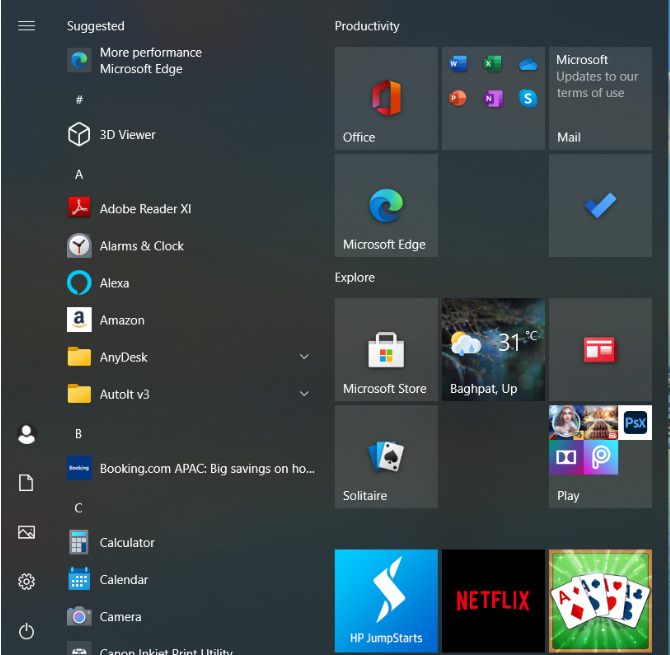 Suggested
More performance
Microsoft Edge
#
3D Viewer
A
Adobe Reader XI
Alarms & Clock
Alexa
a
Amazon
AnyDesk
AutoIt v3
B
Booking
Booking.com APAC: Big savings on ho...
C
Calculator
Calendar
Camera
Canon Inkjet Print Utility
Productivity
Office
W
X
P
N
S
Microsoft
Updates to our
terms of use
Mail
Microsoft Edge
Explore
Microsoft Store
31 °C
Baghpat, Up
Solitaire
PsX
Play
HP JumpStarts
NETFLIX
A
A
A
A